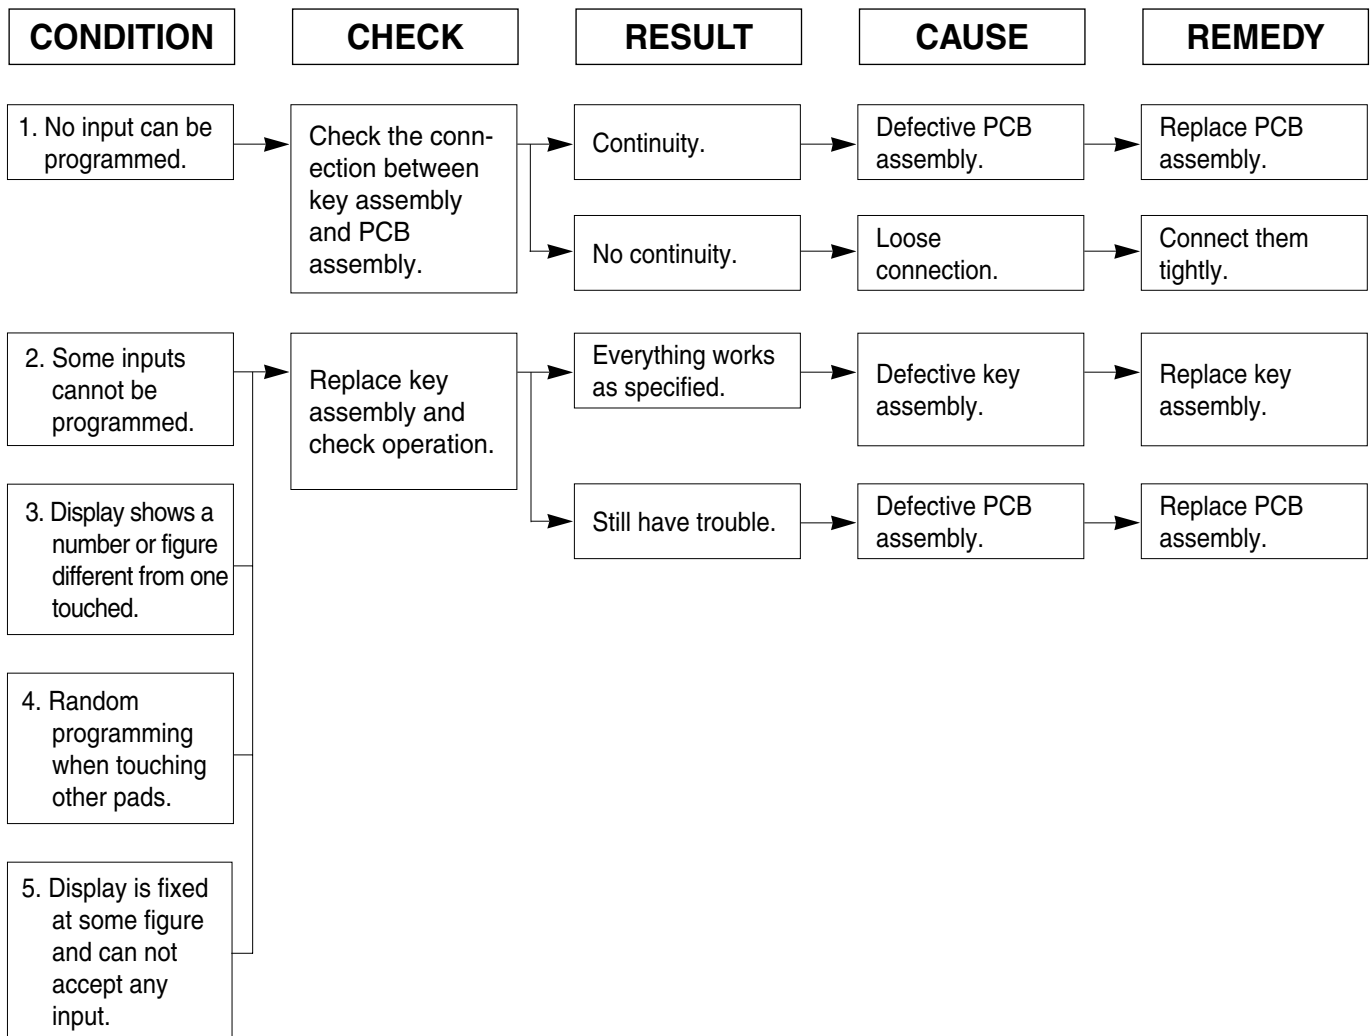 CONDITION
CHECK
RESULT
CAUSE
REMEDY
1. No input can be
programmed.
Check the conn-
ection between
key assembly
and PCB
assembly.
Continuity.
Defective PCB
assembly.
Replace PCB
assembly.
No continuity.
Loose
connection.
Connect them
tightly.
2. Some inputs
cannot be
programmed.
Replace key
assembly and
check operation.
Everything works
as specified.
Defective key
assembly.
Replace key
assembly.
3. Display shows a
number or figure
different from one
touched.
Still have trouble.
Defective PCB
assembly.
Replace PCB
assembly.
4. Random
programming
when touching
other pads.
5. Display is fixed
at some figure
and can not
accept any
input.